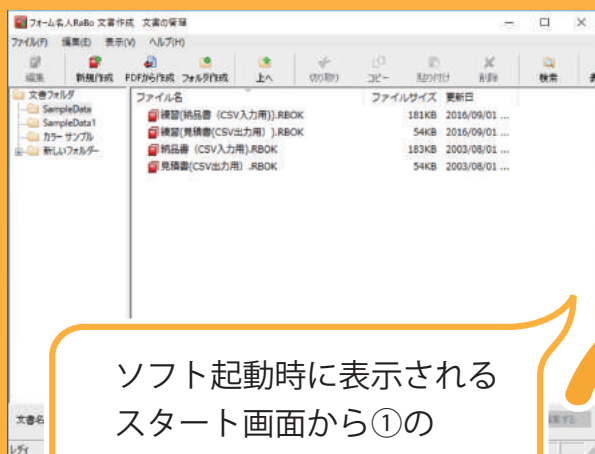 フォーム名人ReBo 文書作成 文書の管理
ファイル(F) 編集(E) 表示(V) ヘルプ(H)
編集 新規作成 PDFから作成 フォルダ作成 上へ 切り取り コピー 貼り付け 削除 検索
文書フォルダ
SampleData
SampleData1
カラー サンプル
新しいフォルダー
ファイル名 ファイルサイズ 更新日
練習(納品書（CSV入力用)).RBOK 181KB 2016/09/01 ...
練習(見積書(CSV出力用）).RBOK 54KB 2016/09/01 ...
納品書（CSV入力用).RBOK 183KB 2003/08/01 ...
見積書(CSV出力用）.RBOK 54KB 2003/08/01 ...
ソフト起動時に表示される
スタート画面から①の
文書名
レディ